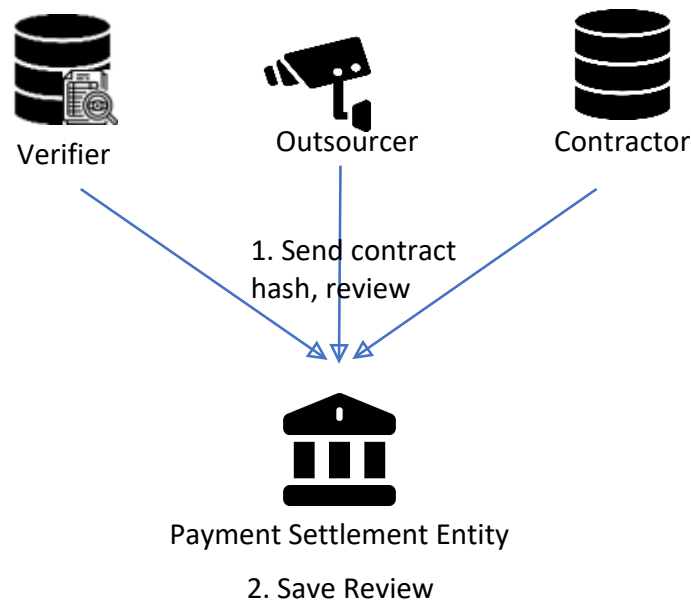 Verifier
Outsourcer
Contractor
1. Send contract
hash, review
Payment Settlement Entity
2. Save Review